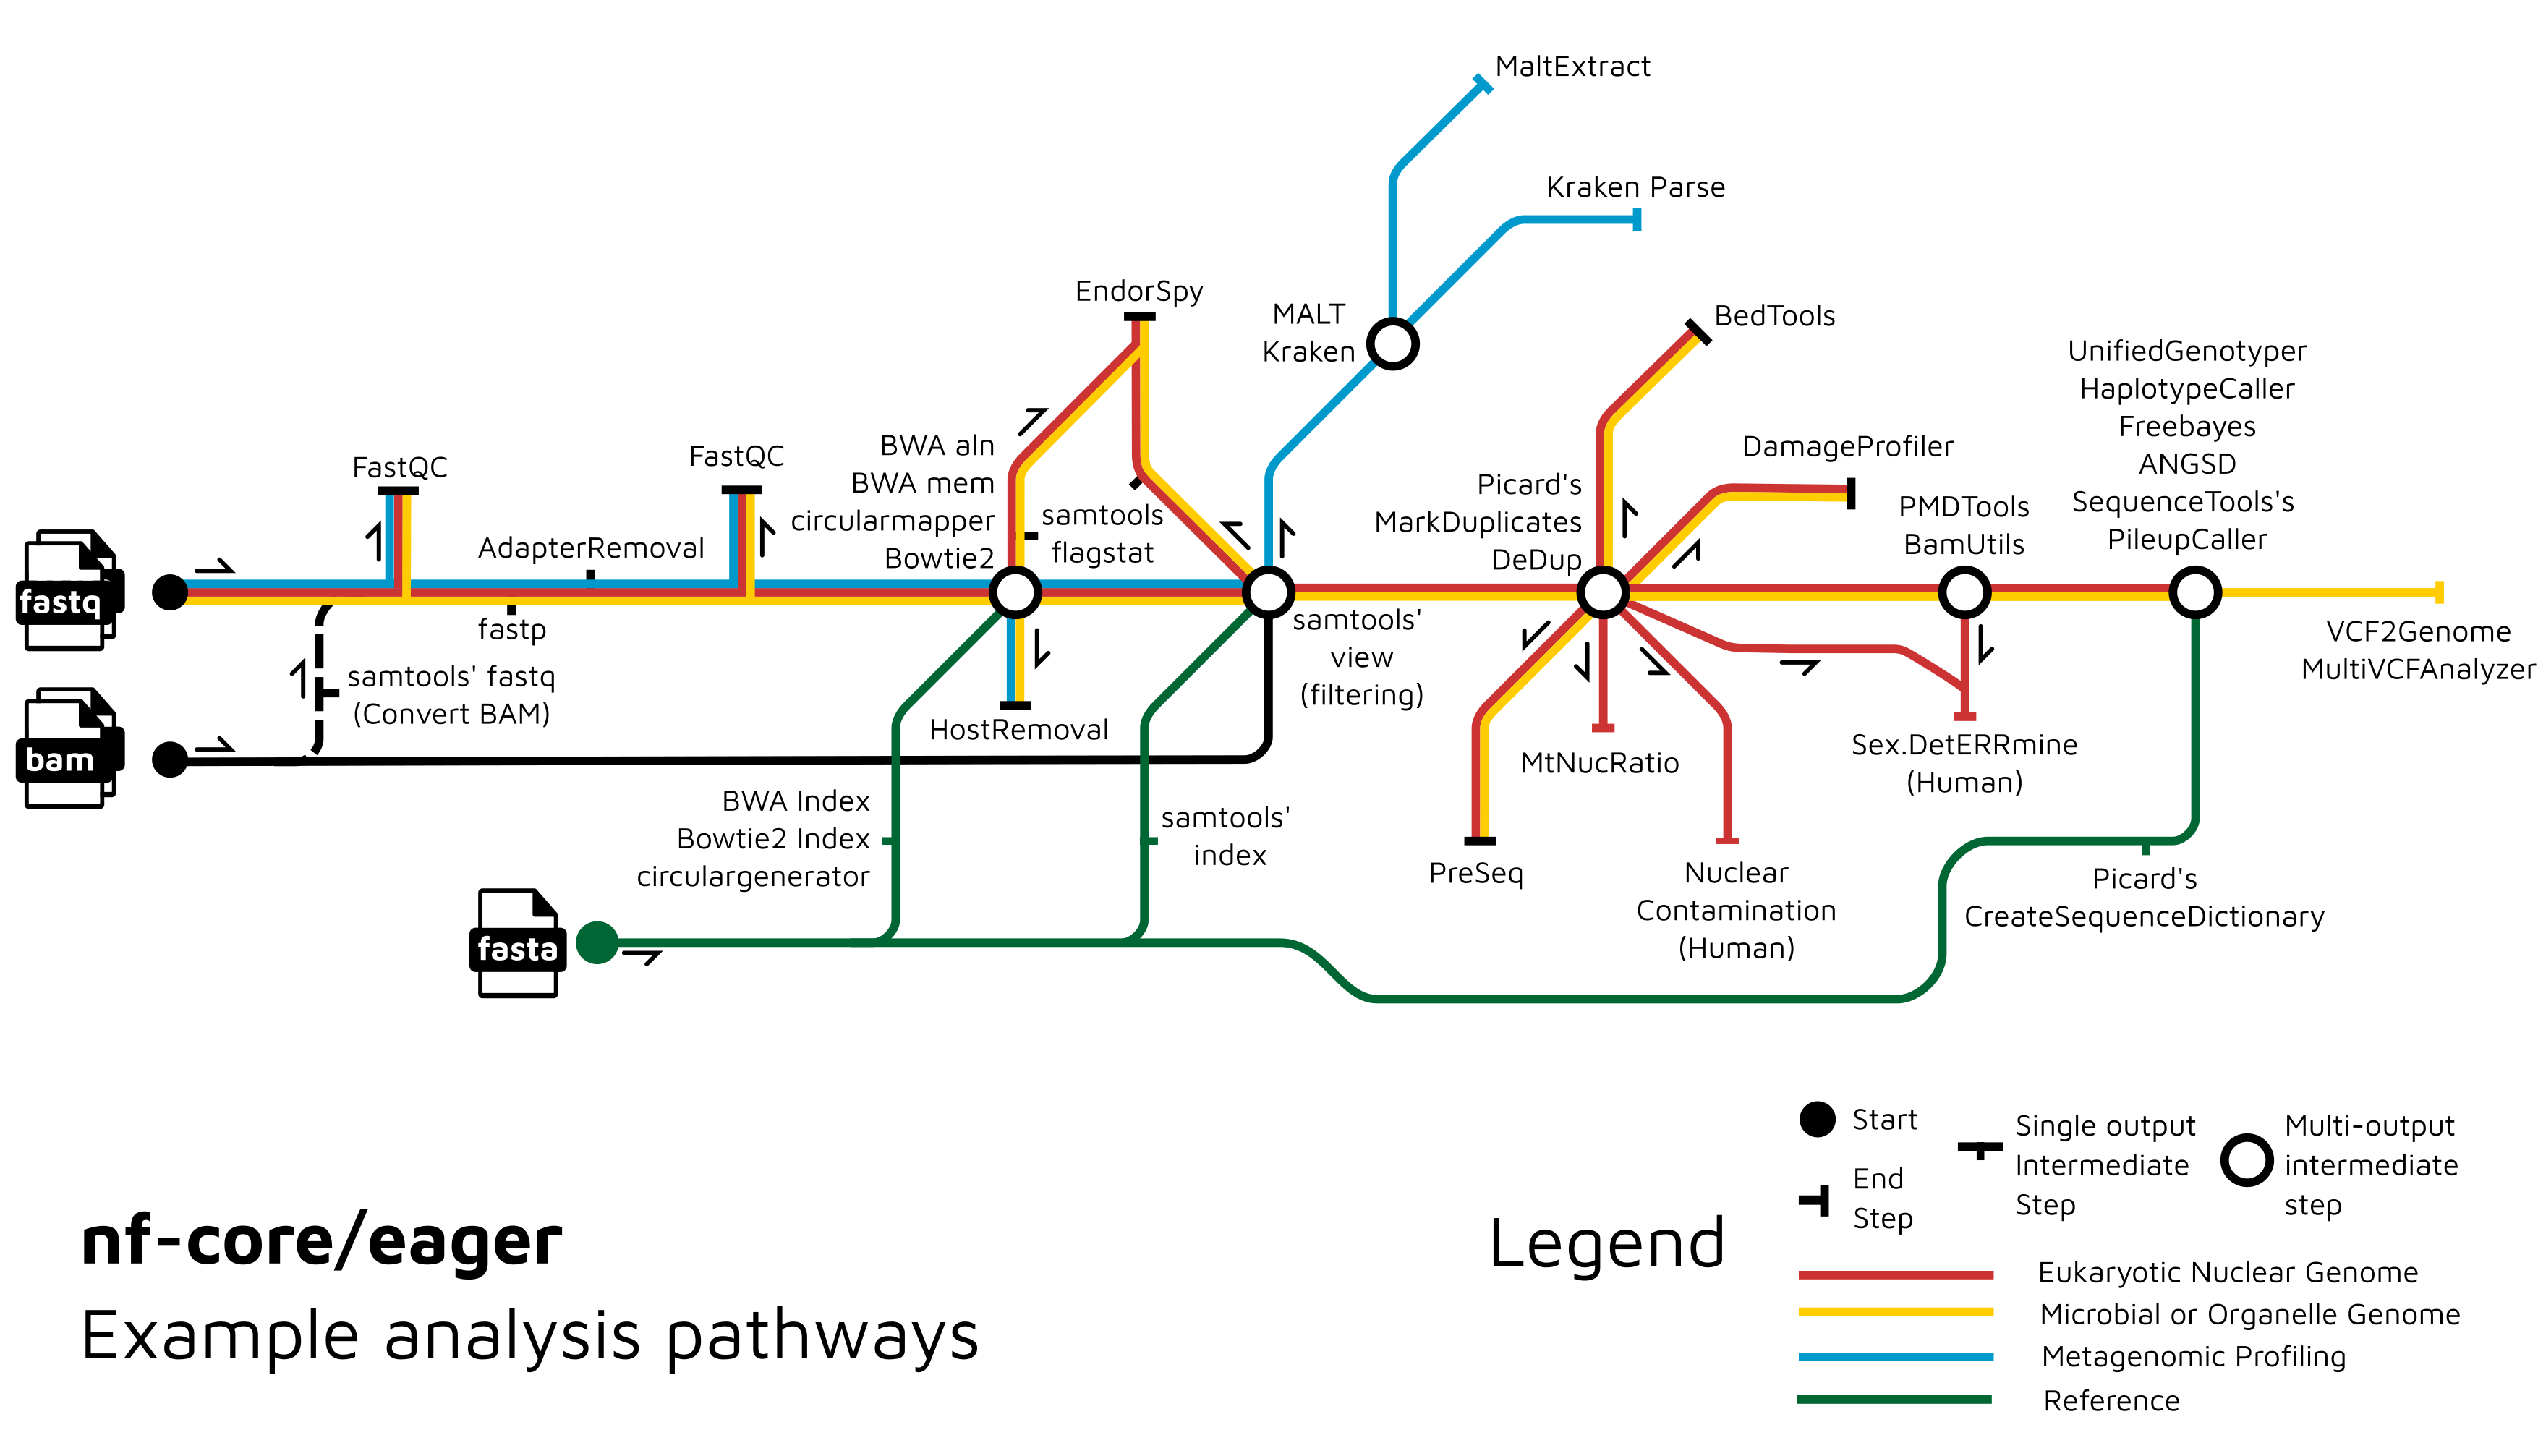 MaltExtract
Kraken Parse
EndorSpy
MALT
Kraken
BedTools
UnifiedGenotyper
HaplotypeCaller
Freebayes
ANGSD
SequenceTools's
PileupCaller
FastQC
FastQC
BWA aln
BWA mem
circularmapper
Bowtie2
samtools
flagstat
Picard's
MarkDuplicates
DeDup
DamageProfiler
PMDTools
BamUtils
AdapterRemoval
fastq
fastp
samtools' fastq
(Convert BAM)
bam
HostRemoval
samtools'
view
(filtering)
MtNucRatio
Sex.DetERRmine
(Human)
VCF2Genome
MultiVCFAnalyzer
BWA Index
Bowtie2 Index
circulargenerator
samtools'
index
PreSeq
Nuclear
Contamination
(Human)
Picard's
CreateSequenceDictionary
fasta
nf-core/eager
Example analysis pathways
Legend
Start
End
Step
Single output
Intermediate
Step
Multi-output
intermediate
step
Eukaryotic Nuclear Genome
Microbial or Organelle Genome
Metagenomic Profiling
Reference